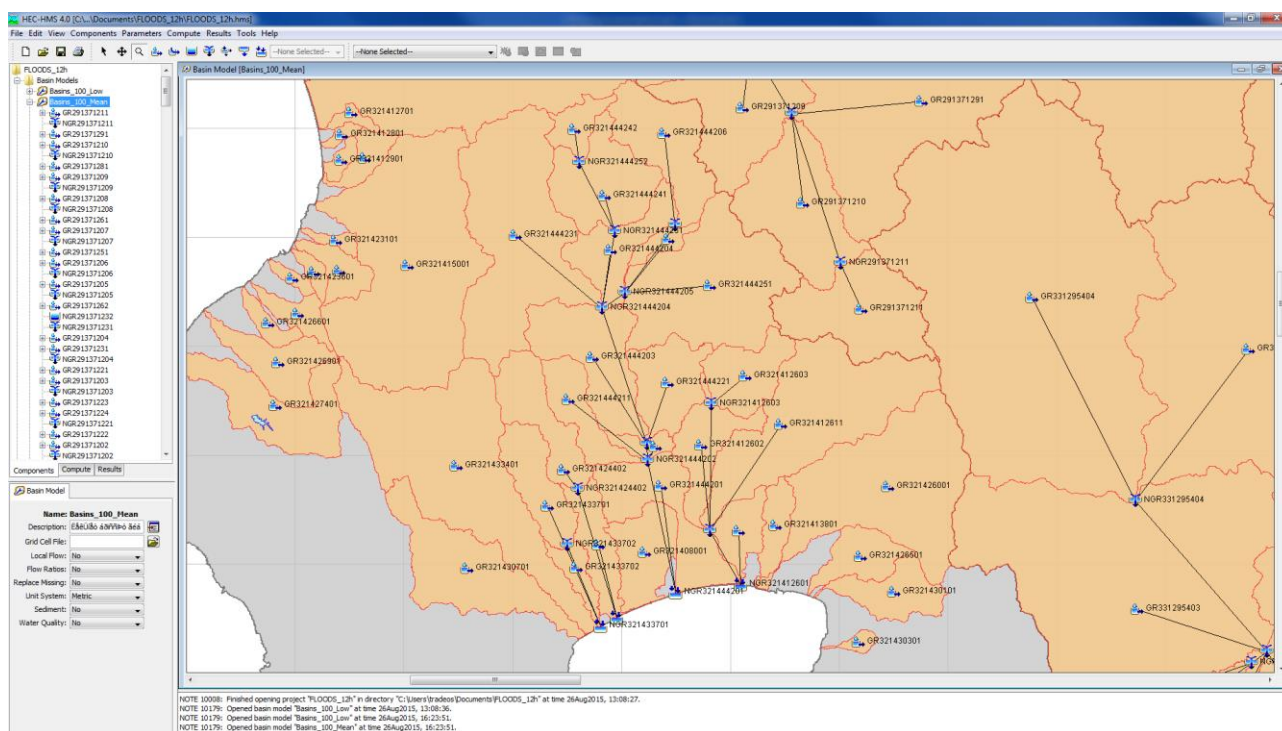 HEC-HMS 4.0 [C:\...\Documents\FLOODS_12h\FLOODS_12h.hms]
File Edit View Components Parameters Compute Results Tools Help
--None Selected-- --None Selected--
FLOODS_12h
Basin Models
Basins_100_Low
Basins_100_Mean
GR291371211
NGR291371211
GR291371291
GR291371210
NGR291371210
GR291371281
GR291371209
NGR291371209
GR291371208
NGR291371208
GR291371261
GR291371207
NGR291371207
GR291371251
GR291371206
NGR291371206
GR291371205
NGR291371205
GR291371262
NGR291371232
NGR291371231
GR291371204
GR291371231
NGR291371204
GR291371221
GR291371203
NGR291371203
GR291371223
GR291371224
NGR291371221
GR291371222
GR291371202
NGR291371202
Components Compute Results
Basin Model
Name: Basins_100_Mean
Description:
Grid Cell File:
Local Flow: No
Flow Ratios: No
Replace Missing: No
Unit System: Metric
Sediment: No
Water Quality: No
Basin Model [Basins_100_Mean]
GR291371209
GR291371291
GR321412701
GR321444242
GR321444206
GR321412801
GR321412901
NGR321444252
GR321444241
GR291371210
NGR321444231
GR321444231
GR321423101
GR321444204
GR321415001
NGR291371211
GR321423801
GR321444251
NGR321444205
GR331295404
NGR321444204
GR291371211
GR321426601
GR3
GR321444203
GR321426901
GR321444221
GR321412603
GR321444211
NGR321412603
GR321427401
GR321412611
GR321412602
NGR321444202
GR321433401
GR321424402
NGR321424402
GR321444201
GR321426001
NGR331295404
GR321433701
GR321413801
NGR321433702
GR321408001
GR321426501
GR321430701
GR321433702
NGR321444201
NGR321412601
GR321430101
GR331295403
NGR321433701
GR321430301
NOTE 10008: Finished opening project "FLOODS_12h" in directory "C:\Users\tradeos\Documents\FLOODS_12h" at time 26Aug2015, 13:08:27.
NOTE 10179: Opened basin model "Basins_100_Low" at time 26Aug2015, 13:08:36.
NOTE 10179: Opened basin model "Basins_100_Low" at time 26Aug2015, 16:23:51.
NOTE 10179: Opened basin model "Basins_100_Mean" at time 26Aug2015, 16:23:51.